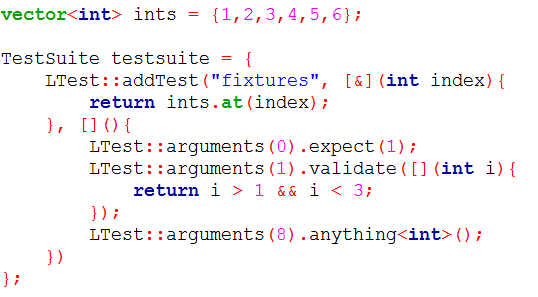 vector<int> ints = {1,2,3,4,5,6};
TestSuite testsuite = {
LTest::addTest("fixtures", [&](int index){
return ints.at(index);
}, [](){
LTest::arguments(0).expect(1);
LTest::arguments(1).validate([](int i){
return i > 1 && i < 3;
});
LTest::arguments(8).anything<int>();
})
};